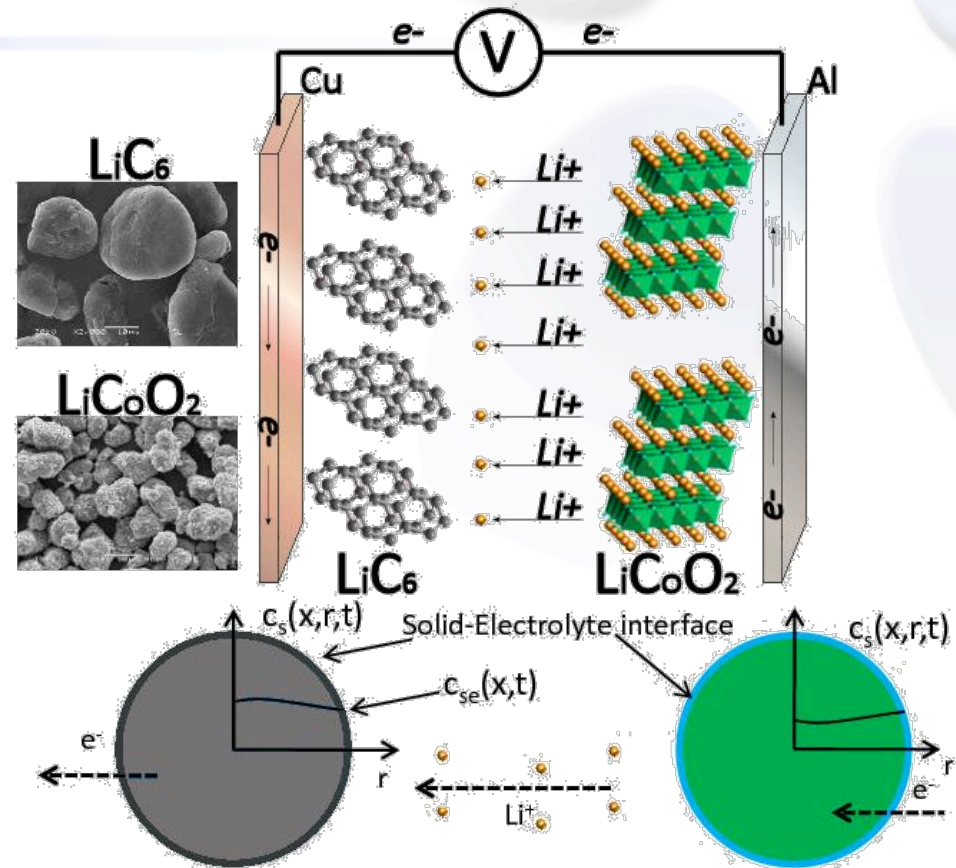 e-
V
e-
Cu
Al
LiC6
Li+
Li+
e-
Li+
Li+
e-
LiCoO2
Li+
e-
Li+
Li+
e-
LiC6
LiCoO2
cs(x,r,t)
Solid-Electrolyte interface
cs(x,r,t)
cse(x,t)
e-
r
Li+
r
e-